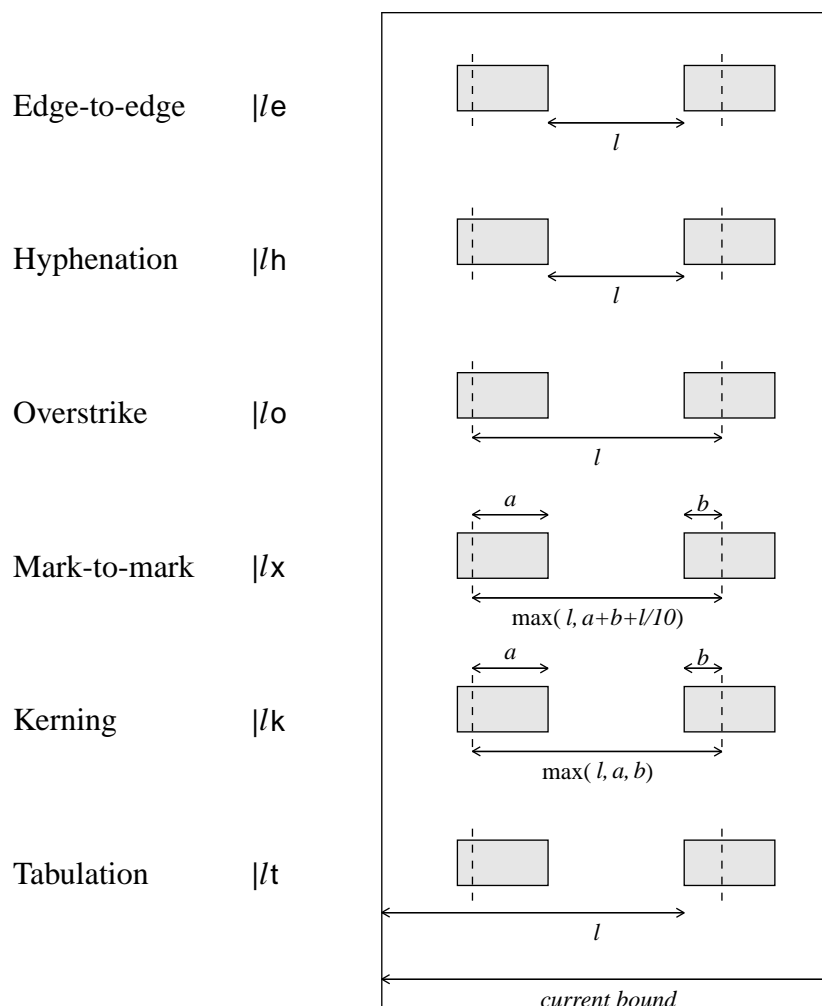 Edge-to-edge |le
l
Hyphenation |lh
l
Overstrike |lo
l
a b
Mark-to-mark |lx
max( l, a+b+l/10)
a b
Kerning |lk
max( l, a, b)
Tabulation |lt
l
current bound